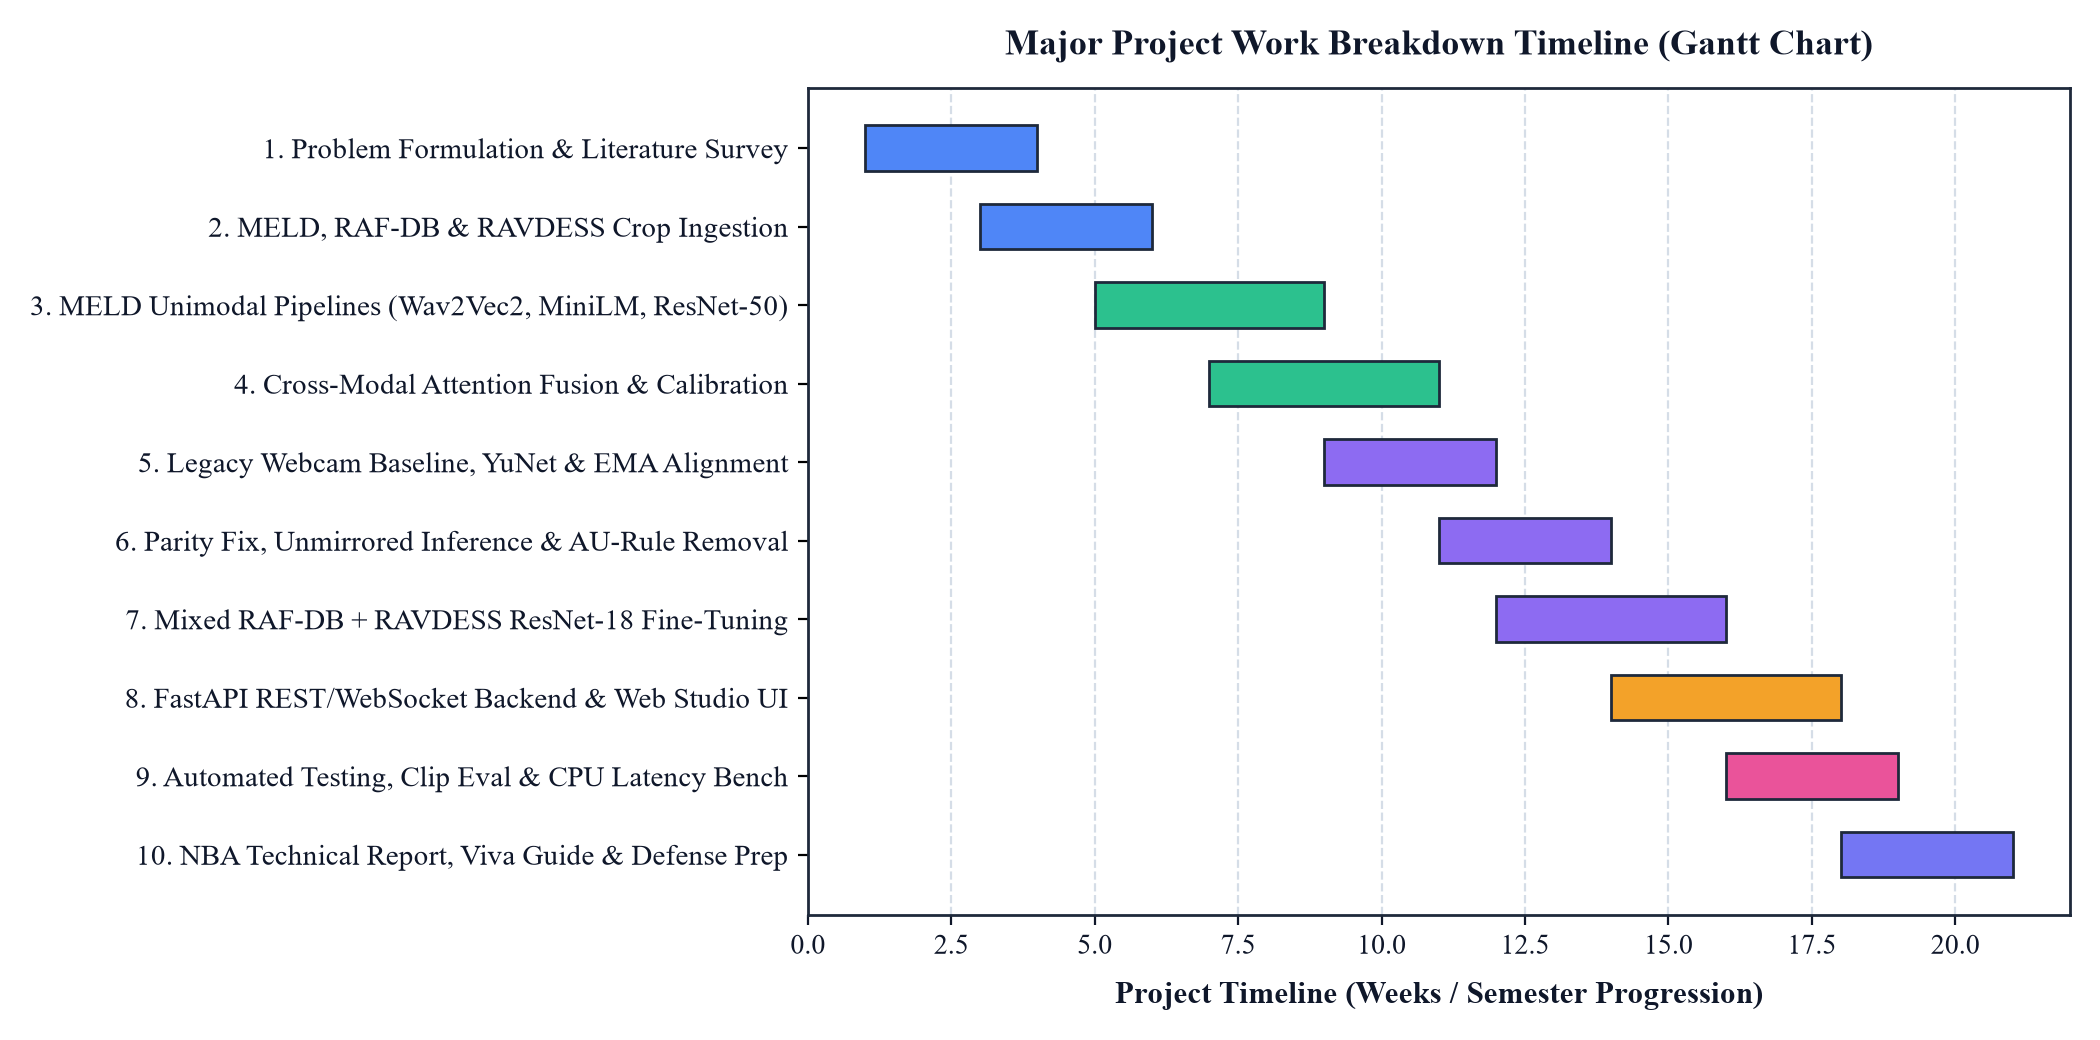 Major Project Work Breakdown Timeline (Gantt Chart)
1. Problem Formulation & Literature Survey
2. MELD, RAF-DB & RAVDESS Crop Ingestion
3. MELD Unimodal Pipelines (Wav2Vec2, MiniLM, ResNet-50)
4. Cross-Modal Attention Fusion & Calibration
5. Legacy Webcam Baseline, YuNet & EMA Alignment
6. Parity Fix, Unmirrored Inference & AU-Rule Removal
7. Mixed RAF-DB + RAVDESS ResNet-18 Fine-Tuning
8. FastAPI REST/WebSocket Backend & Web Studio UI
9. Automated Testing, Clip Eval & CPU Latency Bench
10. NBA Technical Report, Viva Guide & Defense Prep
0.0 2.5 5.0 7.5 10.0 12.5 15.0 17.5 20.0
Project Timeline (Weeks / Semester Progression)